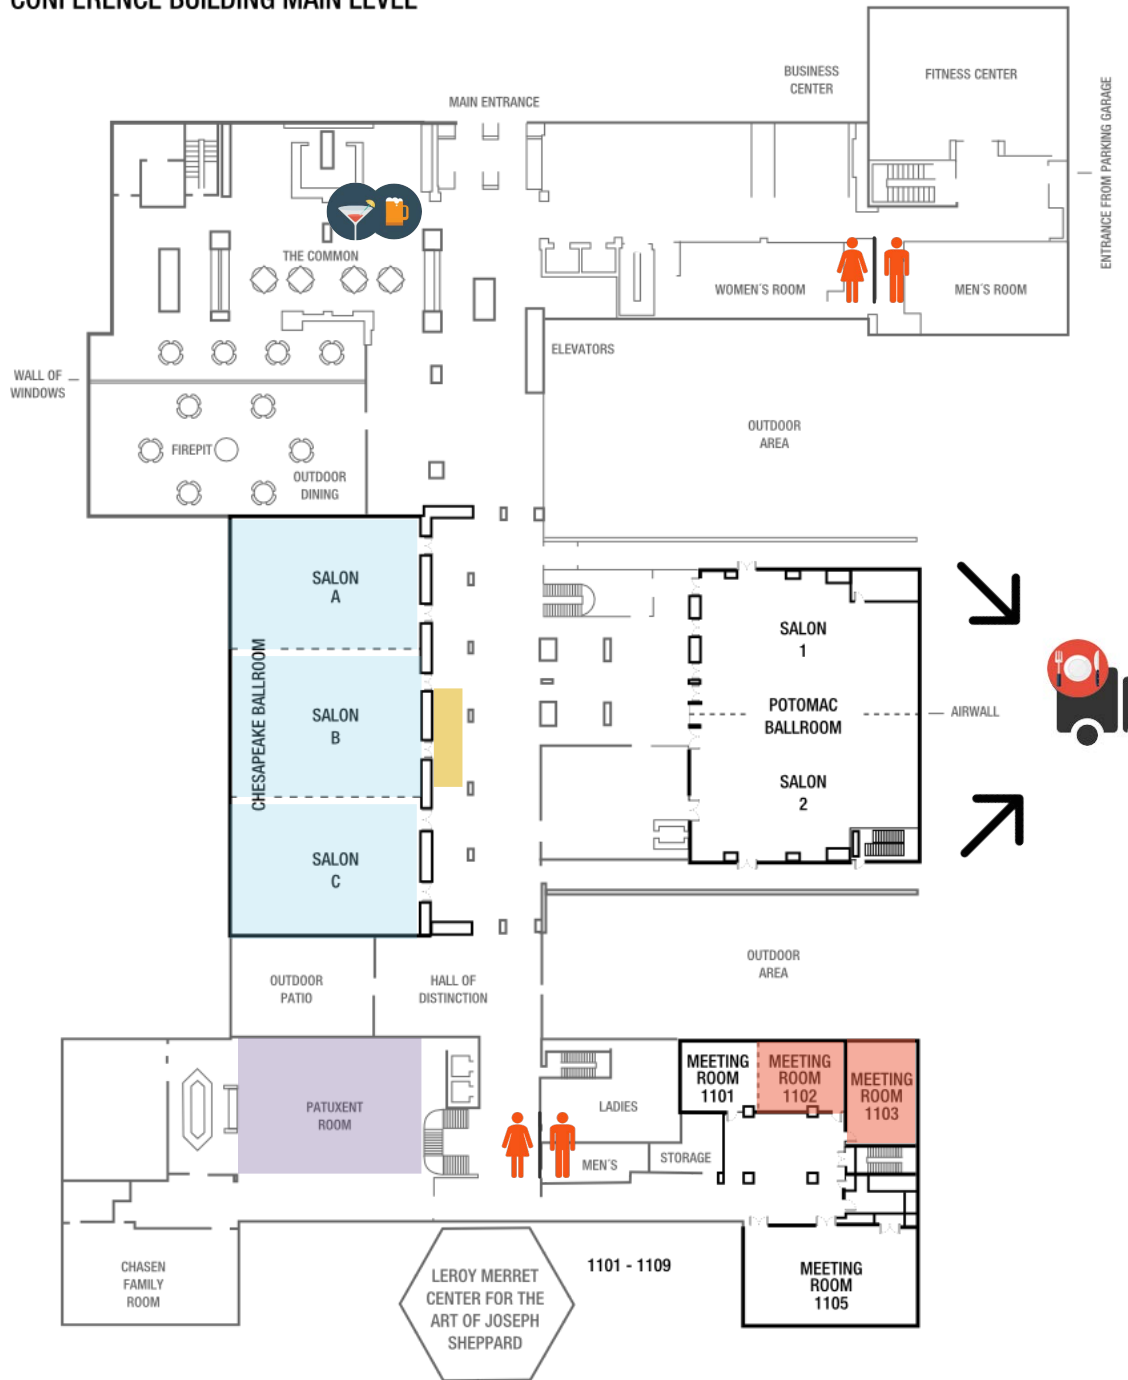 CONFERENCE BUILDING MAIN LEVEL
BUSINESS
CENTER
FITNESS CENTER
MAIN ENTRANCE
ENTRANCE FROM PARKING GARAGE
THE COMMON
WOMEN'S ROOM
MEN'S ROOM
ELEVATORS
WALL OF
WINDOWS
OUTDOOR
AREA
FIREPIT
OUTDOOR
DINING
SALON
A
SALON
1
CHESAPEAKE BALLROOM
SALON
B
POTOMAC
BALLROOM
AIRWALL
SALON
2
SALON
C
OUTDOOR
PATIO
HALL OF
DISTINCTION
OUTDOOR
AREA
MEETING
ROOM
1101
MEETING
ROOM
1102
MEETING
ROOM
1103
PATUXENT
ROOM
LADIES
MEN'S
STORAGE
CHASEN
FAMILY
ROOM
LEROY MERRET
CENTER FOR THE
ART OF JOSEPH
SHEPPARD
1101 - 1109
MEETING
ROOM
1105